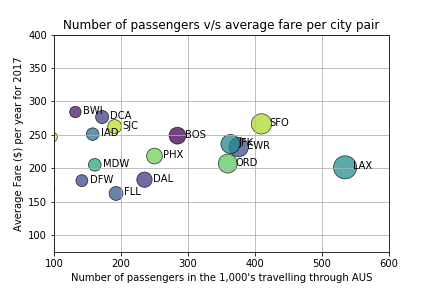 Number of passengers v/s average fare per city pair
Average Fare ($) per year for 2017
400
350
300
250
200
150
100
BWI
DCA
SJC
IAD
BOS
SFO
EWR
PHX
MDW
ORD
LAX
DFW
DAL
FLL
100
200
300
400
500
600
Number of passengers in the 1,000's travelling through AUS